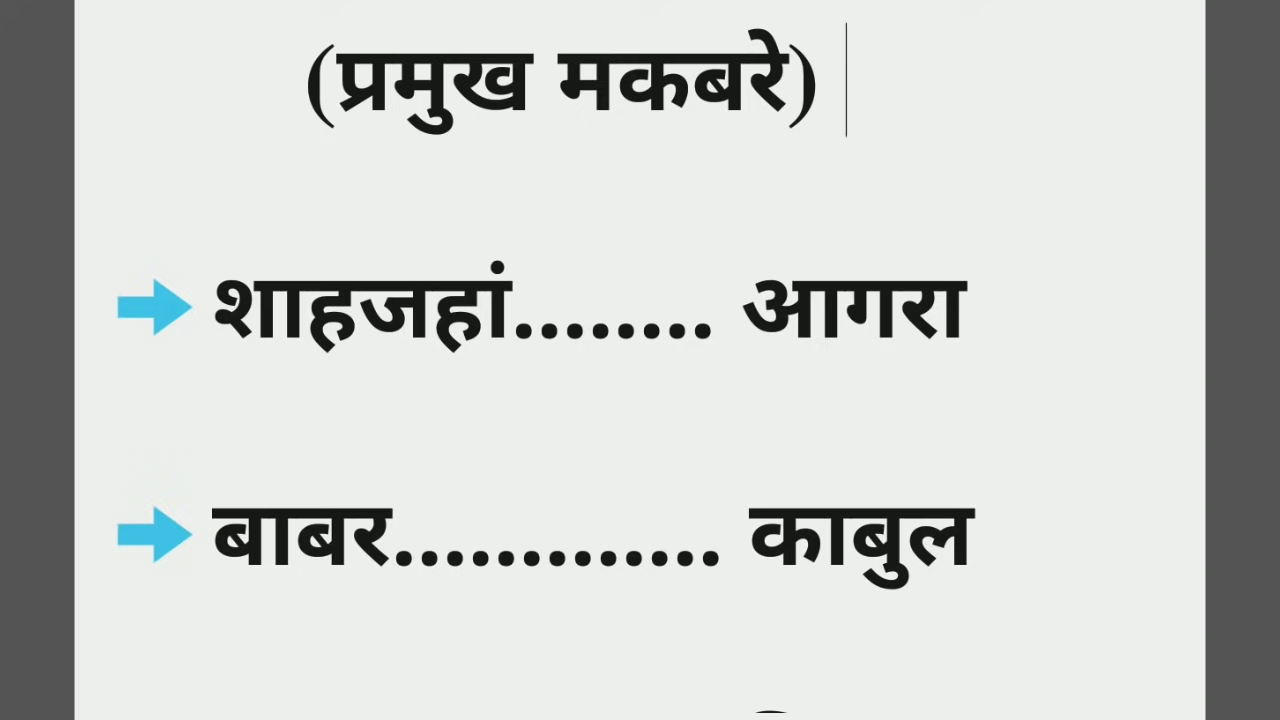 (प्रमुख मकबरे)
शाहजहां........ आगरा
बाबर............. काबुल